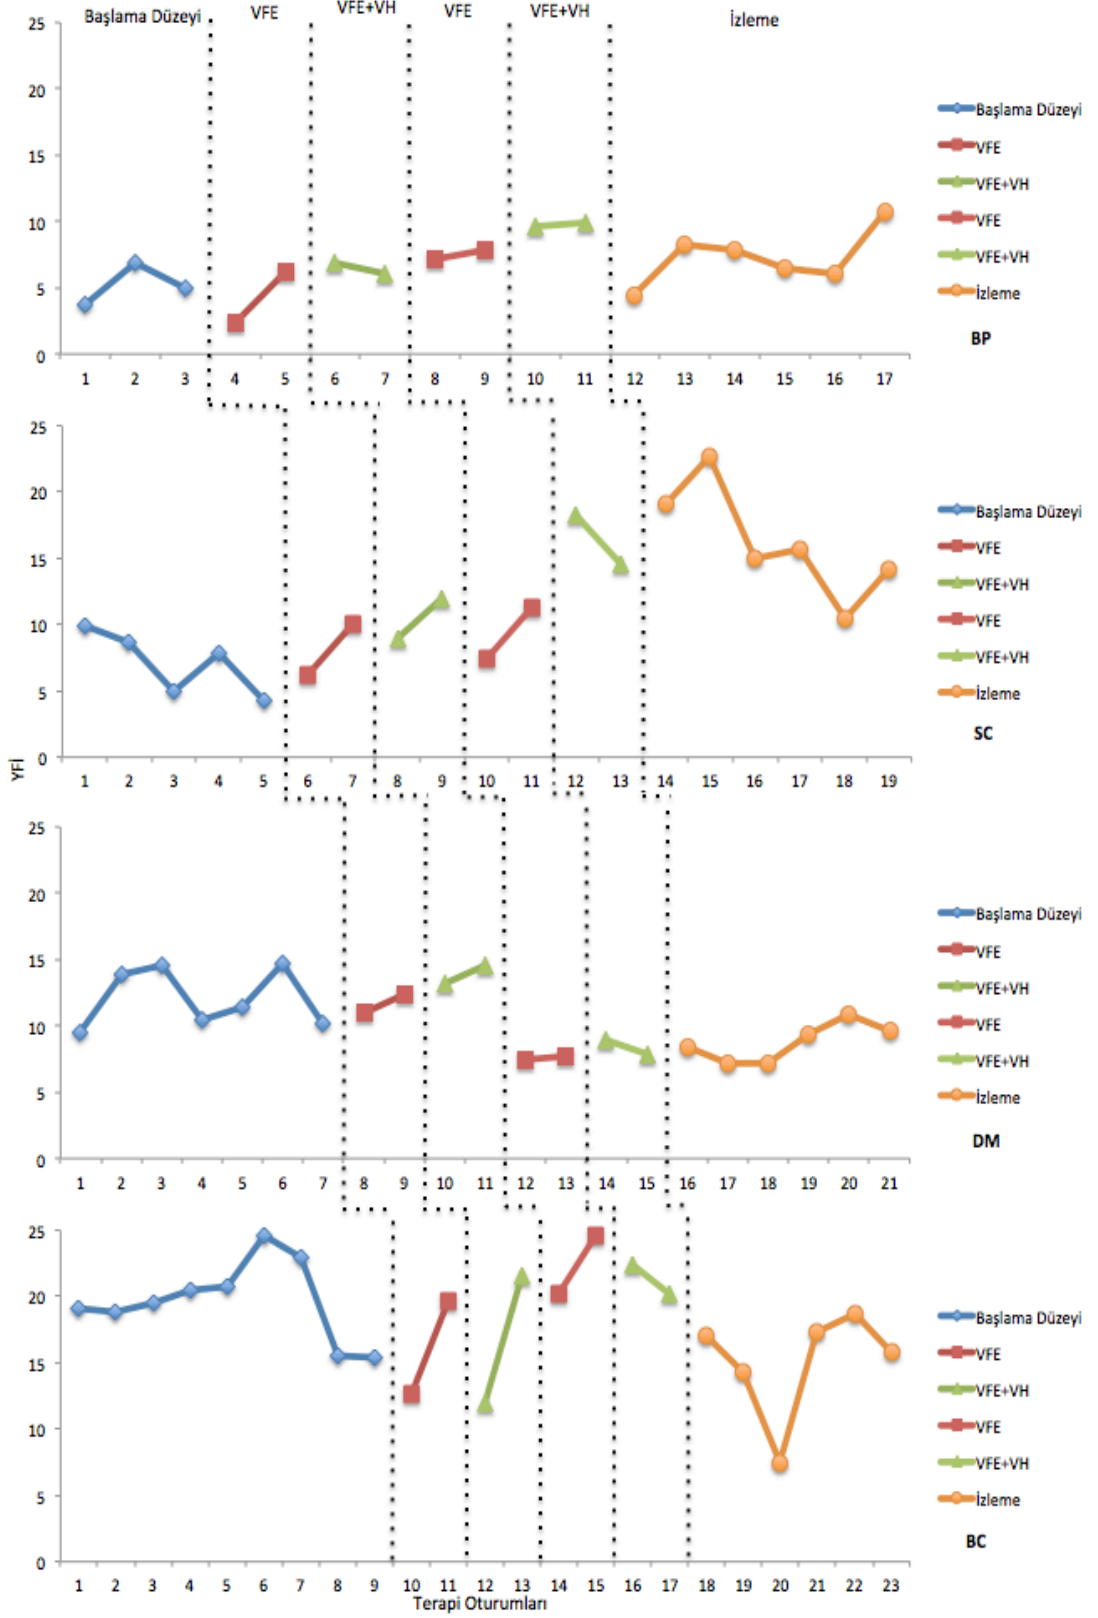 Başlama Düzeyi VFE VFE+VH VFE VFE+VH İzleme
25
20
15
10
5
0
1 2 3 4 5 6 7 8 9 10 11 12 13 14 15 16 17
Başlama Düzeyi
VFE
VFE+VH
VFE
VFE+VH
İzleme
BP
25
20
15
10
5
0
1 2 3 4 5 6 7 8 9 10 11 12 13 14 15 16 17 18 19
Başlama Düzeyi
VFE
VFE+VH
VFE
VFE+VH
İzleme
SC
YFİ
25
20
15
10
5
0
1 2 3 4 5 6 7 8 9 10 11 12 13 14 15 16 17 18 19 20 21
Başlama Düzeyi
VFE
VFE+VH
VFE
VFE+VH
İzleme
DM
25
20
15
10
5
0
1 2 3 4 5 6 7 8 9 10 11 12 13 14 15 16 17 18 19 20 21 22 23
Başlama Düzeyi
VFE
VFE+VH
VFE
VFE+VH
İzleme
BC
Terapi Oturumları